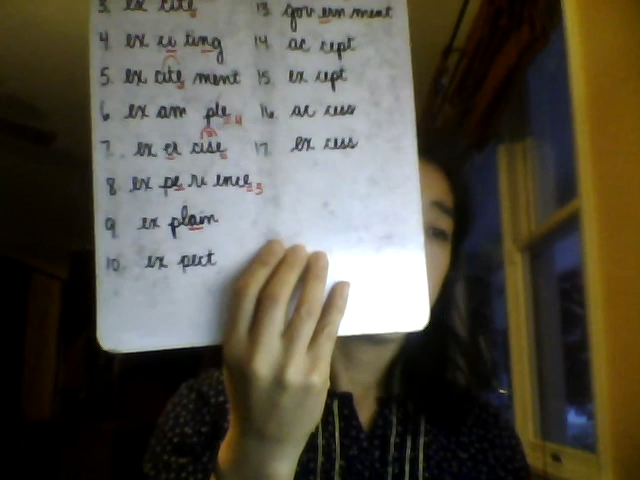 3. ex cite
4. ex ci ting
5. ex cite ment
6. ex am ple 4
7. ex er cise
8 ex pe ri ence 3
9 ex plain
10. ex pect
13. gov ern ment
14 ac cept
15 ex cept
16. ac cess
17. ex cess